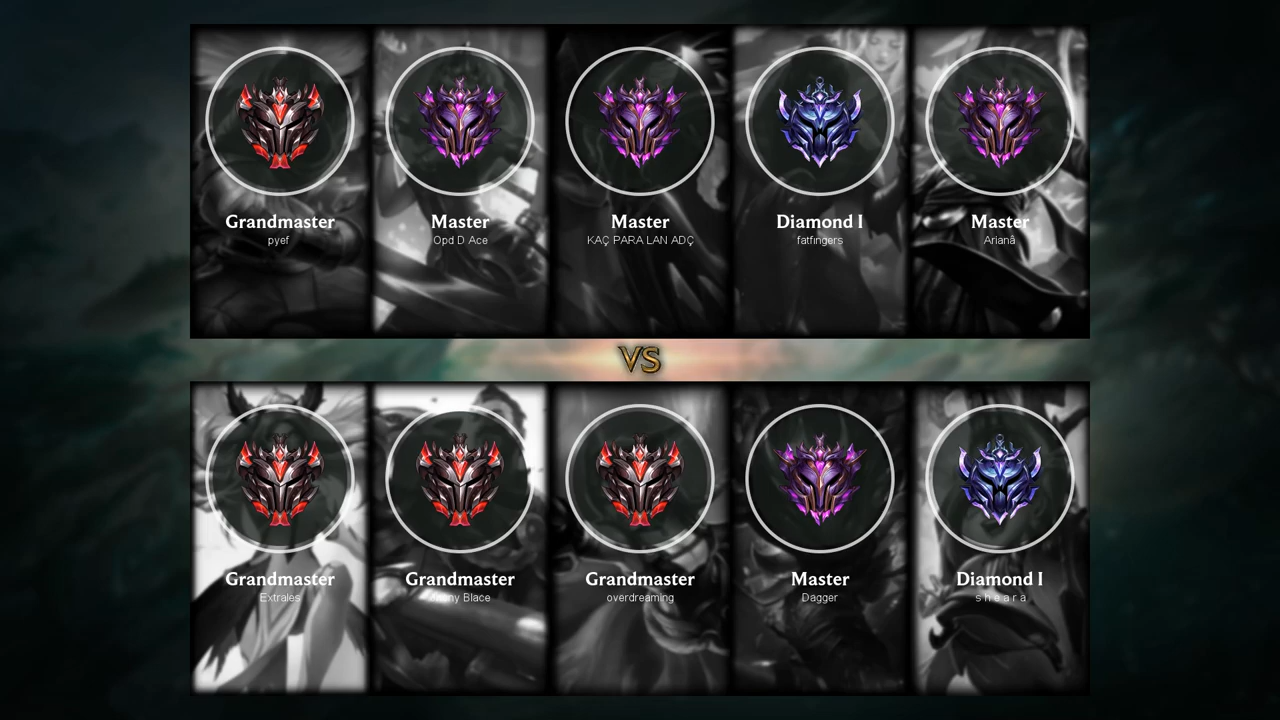 Grandmaster
pyef
Master
Opd D Ace
Master
KAÇ PARA LAN ADÇ
Diamond I
fatfingers
Master
Arianâ
VS
Grandmaster
Extrales
Grandmaster
Blace
Grandmaster
overdreaming
Master
Dagger
Diamond I
s h e a r a